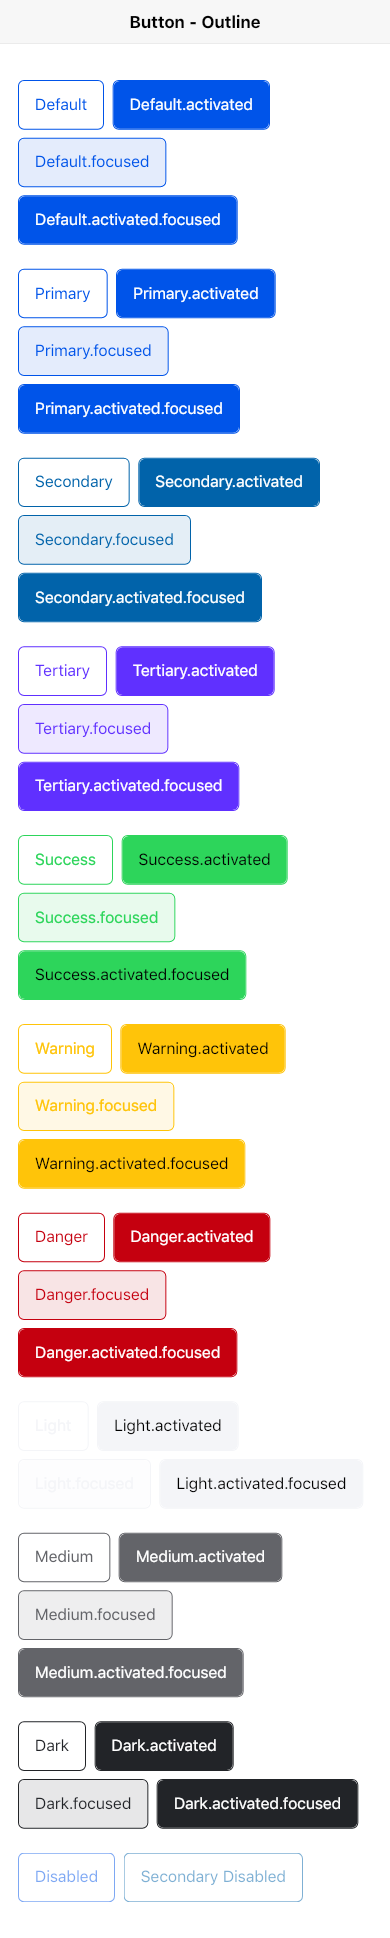 Button - Outline
Default Default.activated
Default.focused
Default.activated.focused
Primary Primary.activated
Primary.focused
Primary.activated.focused
Secondary Secondary.activated
Secondary.focused
Secondary.activated.focused
Tertiary Tertiary.activated
Tertiary.focused
Tertiary.activated.focused
Success Success.activated
Success.focused
Success.activated.focused
Warning Warning.activated
Warning.focused
Warning.activated.focused
Danger Danger.activated
Danger.focused
Danger.activated.focused
Light Light.activated
Light.focused Light.activated.focused
Medium Medium.activated
Medium.focused
Medium.activated.focused
Dark Dark.activated
Dark.focused Dark.activated.focused
Disabled Secondary Disabled